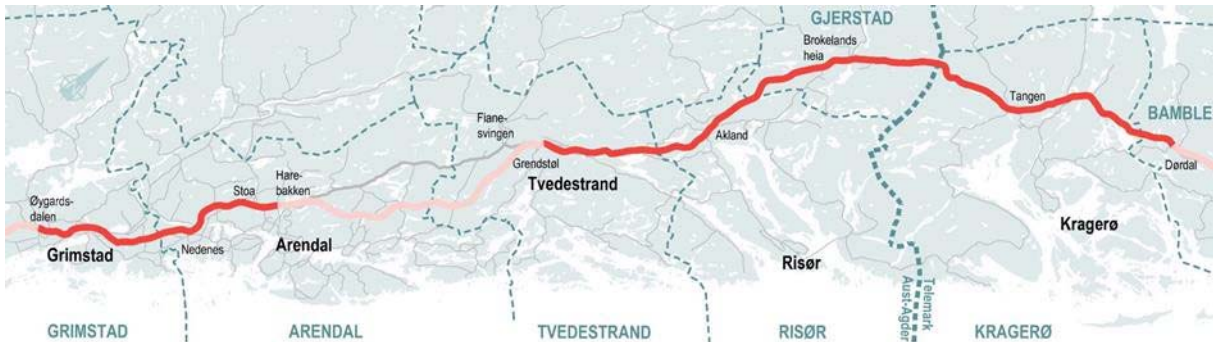 GJERSTAD
Brokelands
heia
Tangen
BAMBLE
Fiane-
svingen
Akland
Dørdal
Grendstøl
Tvedestrand
Hare-
bakken
Stoa
Øygards-
dalen
Kragerø
Nedenes
Arendal
Grimstad
Risør
Telemark
Aust-Agder
GRIMSTAD
ARENDAL
TVEDESTRAND
RISØR
KRAGERØ